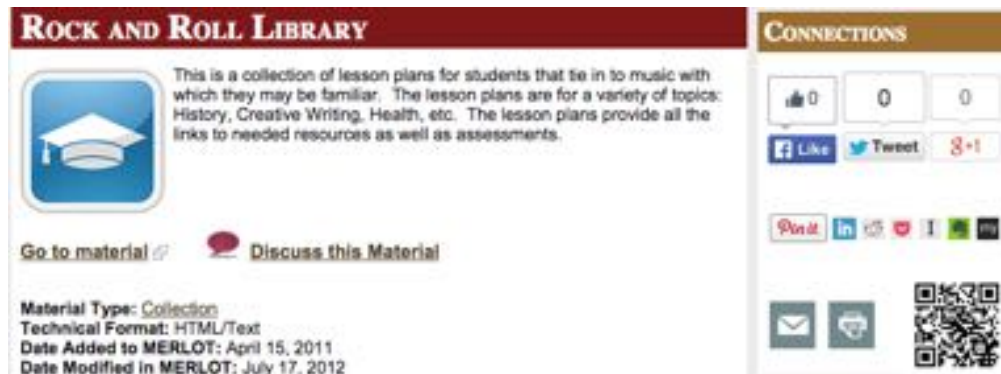 ROCK AND ROLL LIBRARY
This is a collection of lesson plans for students that tie in to music with
which they may be familiar. The lesson plans are for a variety of topics:
History, Creative Writing, Health, etc. The lesson plans provide all the
links to needed resources as well as assessments.
Go to material
Discuss this Material
Material Type: Collection
Technical Format: HTML/Text
Date Added to MERLOT: April 15, 2011
Date Modified in MERLOT: July 17, 2012
CONNECTIONS
0 0 0
Like Tweet g+1
Pin it in I my